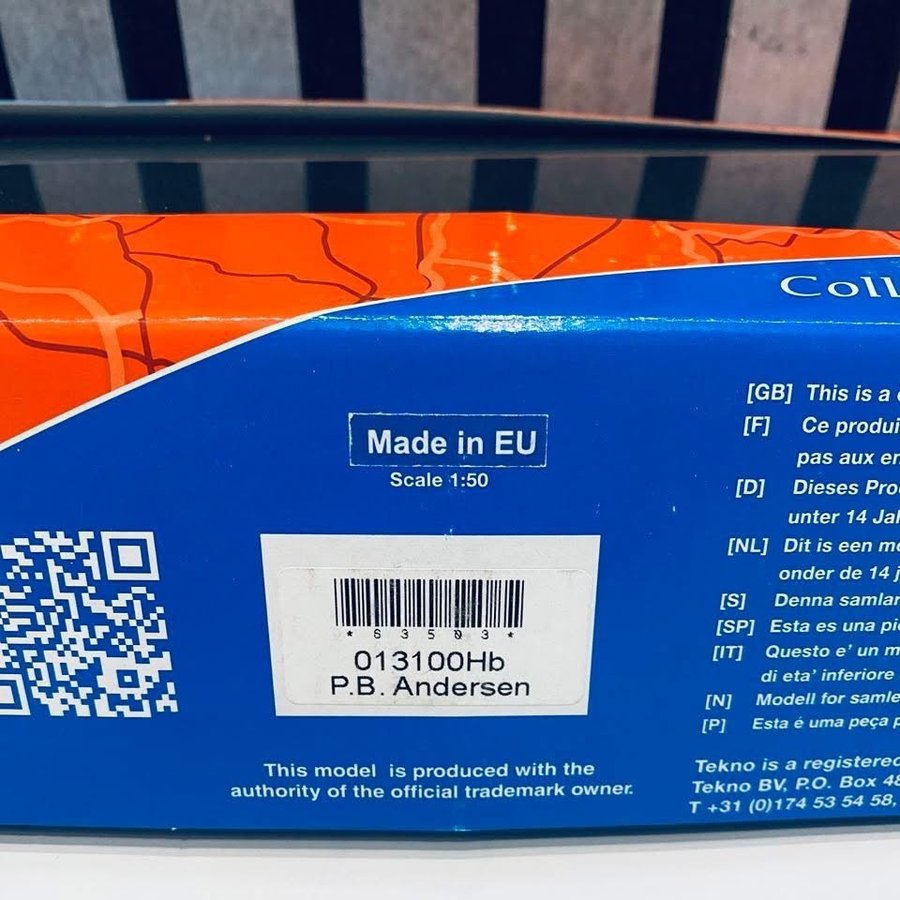 Coll
Made in EU
Scale 1:50
*63503*
013100Hb
P.B. Andersen
This model is produced with the
authority of the official trademark owner.
[GB] This is a
[F] Ce produi
pas aux en
[D] Dieses Pro
unter 14 Jah
[NL] Dit is een m
onder de 14 j
[S] Denna samlar
[SP] Esta es una pi
[IT] Questo e' un m
di eta' inferiore
[N] Modell for samle
[P] Esta é uma peça p
Tekno is a registered
Tekno BV, P.O. Box 48
T +31 (0)174 53 54 58,